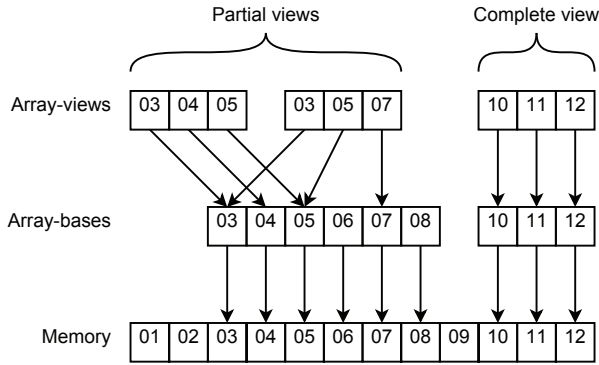 Partial views Complete view
Array-views 03 04 05 03 05 07 10 11 12
Array-bases 03 04 05 06 07 08 10 11 12
Memory 01 02 03 04 05 06 07 08 09 10 11 12